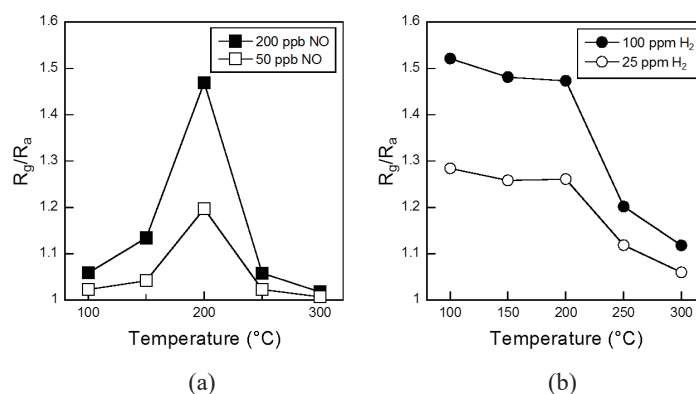 1.6
1.5
1.4
1.3
1.2
1.1
1
Rg/Ra
200 ppb NO
50 ppb NO
100 150 200 250 300
Temperature (°C)
(a)
1.6
1.5
1.4
1.3
1.2
1.1
1
Rg/Ra
100 ppm H2
25 ppm H2
100 150 200 250 300
Temperature (°C)
(b)